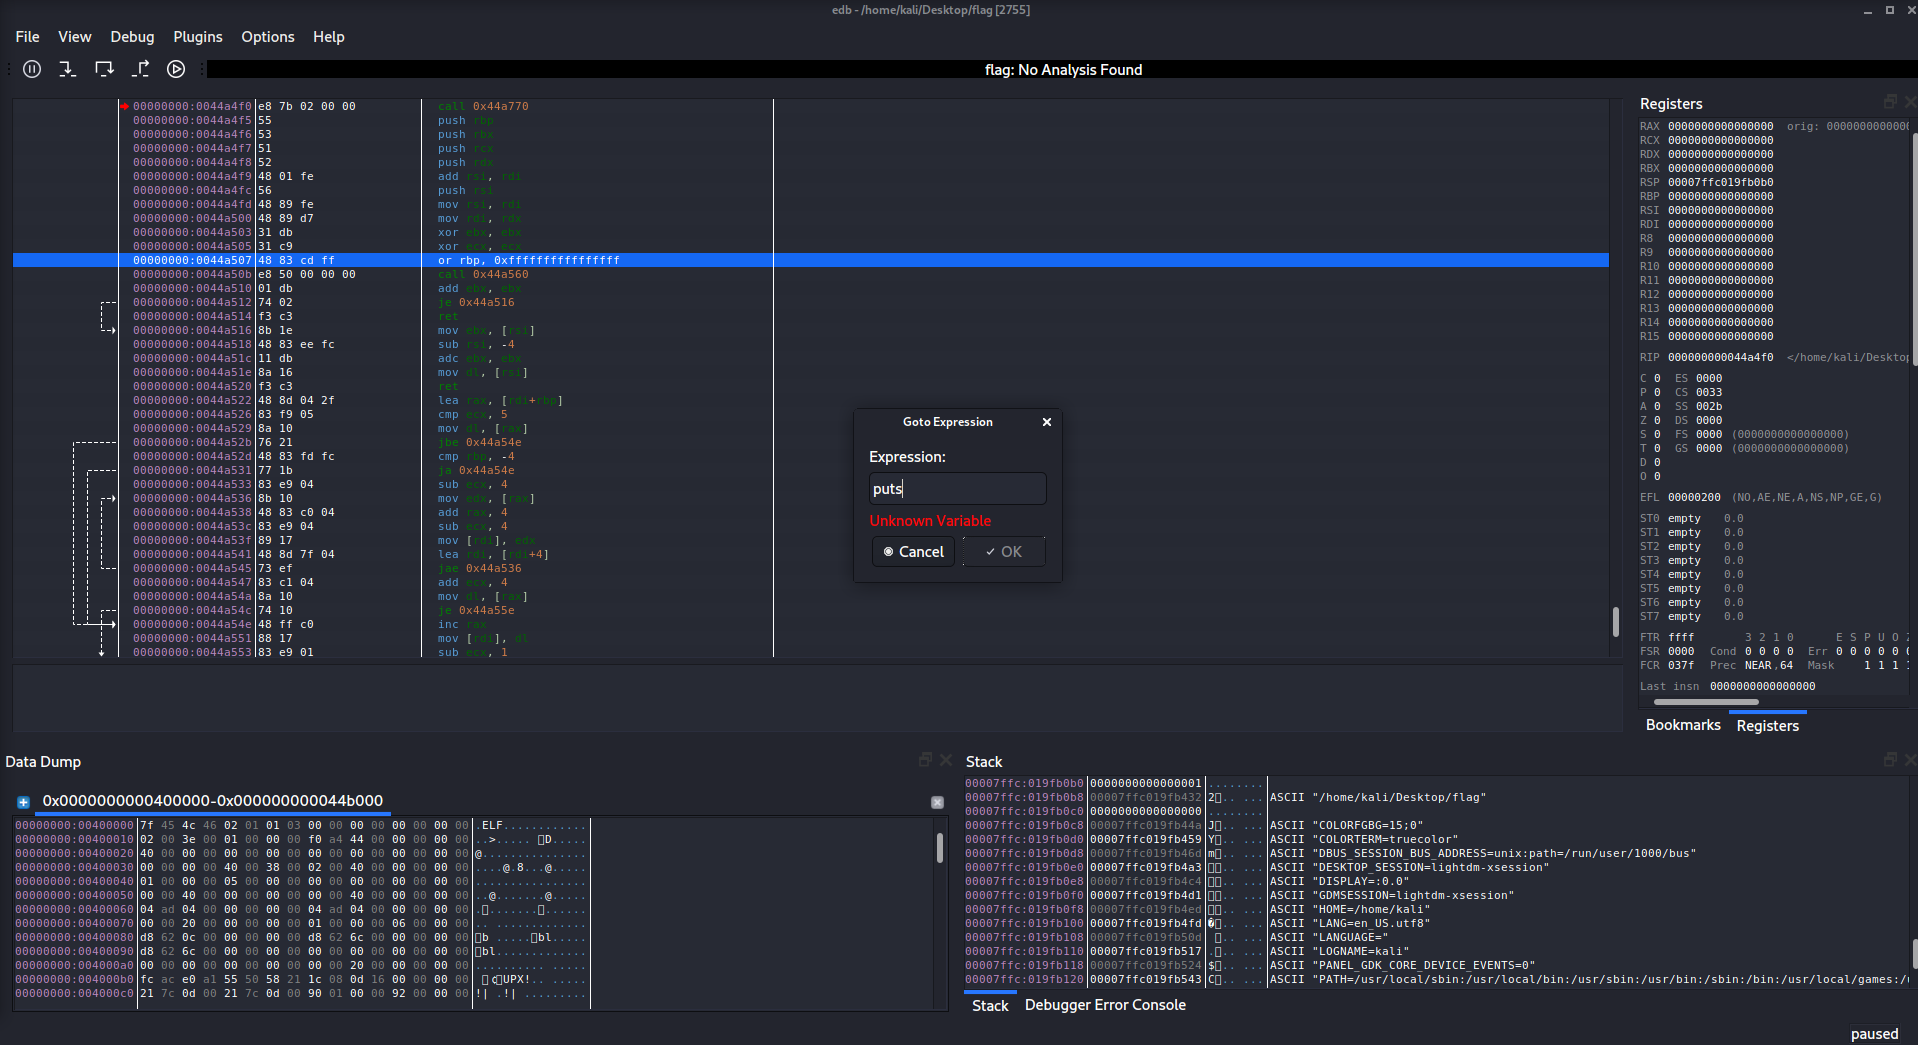 edb - /home/kali/Desktop/flag [2755]
File View Debug Plugins Options Help
flag: No Analysis Found
00000000:0044a4f0 e8 7b 02 00 00 call 0x44a770
00000000:0044a4f5 55 push rbp
00000000:0044a4f6 53 push rbx
00000000:0044a4f7 51 push rcx
00000000:0044a4f8 52 push rdx
00000000:0044a4f9 48 01 fe add rsi, rdi
00000000:0044a4fc 56 push rsi
00000000:0044a4fd 48 89 fe mov rsi, rdi
00000000:0044a500 48 89 d7 mov rdi, rdx
00000000:0044a503 31 db xor ebx, ebx
00000000:0044a505 31 c9 xor ecx, ecx
00000000:0044a507 48 83 cd ff or rbp, 0xffffffffffffffff
00000000:0044a50b e8 50 00 00 00 call 0x44a560
00000000:0044a510 01 db add ebx, ebx
00000000:0044a512 74 02 je 0x44a516
00000000:0044a514 f3 c3 ret
00000000:0044a516 8b 1e mov ebx, [rsi]
00000000:0044a518 48 83 ee fc sub rsi, -4
00000000:0044a51c 11 db adc ebx, ebx
00000000:0044a51e 8a 16 mov dl, [rsi]
00000000:0044a520 f3 c3 ret
00000000:0044a522 48 8d 04 2f lea rax, [rdi+rbp]
00000000:0044a526 83 f9 05 cmp ecx, 5
00000000:0044a529 8a 10 mov dl, [rax]
00000000:0044a52b 76 21 jbe 0x44a54e
00000000:0044a52d 48 83 fd fc cmp rbp, -4
00000000:0044a531 77 1b ja 0x44a54e
00000000:0044a533 83 e9 04 sub ecx, 4
00000000:0044a536 8b 10 mov edx, [rax]
00000000:0044a538 48 83 c0 04 add rax, 4
00000000:0044a53c 83 e9 04 sub ecx, 4
00000000:0044a53f 89 17 mov [rdi], edx
00000000:0044a541 48 8d 7f 04 lea rdi, [rdi+4]
00000000:0044a545 73 ef jae 0x44a536
00000000:0044a547 83 c1 04 add ecx, 4
00000000:0044a54a 8a 10 mov dl, [rax]
00000000:0044a54c 74 10 je 0x44a55e
00000000:0044a54e 48 ff c0 inc rax
00000000:0044a551 88 17 mov [rdi], dl
00000000:0044a553 83 e9 01 sub ecx, 1
Goto Expression
Expression:
puts
Unknown Variable
Cancel OK
Registers
RAX 0000000000000000 orig: 000000000000
RCX 0000000000000000
RDX 0000000000000000
RBX 0000000000000000
RSP 00007ffc019fb0b0
RBP 0000000000000000
RSI 0000000000000000
RDI 0000000000000000
R8 0000000000000000
R9 0000000000000000
R10 0000000000000000
R11 0000000000000000
R12 0000000000000000
R13 0000000000000000
R14 0000000000000000
R15 0000000000000000
RIP 000000000044a4f0 </home/kali/Desktop
C 0 ES 0000
P 0 CS 0033
A 0 SS 002b
Z 0 DS 0000
S 0 FS 0000 (0000000000000000)
T 0 GS 0000 (0000000000000000)
D 0
O 0
EFL 00000200 (NO,AE,NE,A,NS,NP,GE,G)
ST0 empty 0.0
ST1 empty 0.0
ST2 empty 0.0
ST3 empty 0.0
ST4 empty 0.0
ST5 empty 0.0
ST6 empty 0.0
ST7 empty 0.0
FTR ffff 3 2 1 0 E S P U O Z
FSR 0000 Cond 0 0 0 0 Err 0 0 0 0 0 0
FCR 037f Prec NEAR,64 Mask 1 1 1 1
Last insn 0000000000000000
Bookmarks Registers
Data Dump
0x0000000000400000-0x000000000044b000
00000000:00400000 7f 45 4c 46 02 01 01 03 00 00 00 00 00 00 00 00 .ELF............
00000000:00400010 02 00 3e 00 01 00 00 00 f0 a4 44 00 00 00 00 00 ..>..... D.....
00000000:00400020 40 00 00 00 00 00 00 00 00 00 00 00 00 00 00 00 @...............
00000000:00400030 00 00 00 00 40 00 38 00 02 00 40 00 00 00 00 00 ....@.8...@.....
00000000:00400040 01 00 00 00 05 00 00 00 00 00 00 00 00 00 00 00 ................
00000000:00400050 00 00 40 00 00 00 00 00 00 00 40 00 00 00 00 00 ..@.......@.....
00000000:00400060 04 ad 04 00 00 00 00 00 04 ad 04 00 00 00 00 00
00000000:00400070 00 00 20 00 00 00 00 00 01 00 00 00 06 00 00 00 .. .............
00000000:00400080 d8 62 0c 00 00 00 00 00 d8 62 6c 00 00 00 00 00 b ..... bl.....
00000000:00400090 d8 62 6c 00 00 00 00 00 00 00 00 00 00 00 00 00 bl.............
00000000:004000a0 00 00 00 00 00 00 00 00 00 00 20 00 00 00 00 00 .......... .....
00000000:004000b0 fc ac e0 a1 55 50 58 21 1c 08 0d 16 00 00 00 00 UPX!.. .....
00000000:004000c0 21 7c 0d 00 21 7c 0d 00 90 01 00 00 92 00 00 00 !| .!| .........
Stack
00007ffc:019fb0b0 0000000000000001 ........
00007ffc:019fb0b8 00007ffc019fb432 2 ASCII "/home/kali/Desktop/flag"
00007ffc:019fb0c0 0000000000000000 ........
00007ffc:019fb0c8 00007ffc019fb44a J ASCII "COLORFGBG=15;0"
00007ffc:019fb0d0 00007ffc019fb459 Y ASCII "COLORTERM=truecolor"
00007ffc:019fb0d8 00007ffc019fb46d m ASCII "DBUS_SESSION_BUS_ADDRESS=unix:path=/run/user/1000/bus"
00007ffc:019fb0e0 00007ffc019fb4a3 ASCII "DESKTOP_SESSION=lightdm-xsession"
00007ffc:019fb0e8 00007ffc019fb4c4 ASCII "DISPLAY=:0.0"
00007ffc:019fb0f0 00007ffc019fb4d1 ASCII "GDMSESSION=lightdm-xsession"
00007ffc:019fb0f8 00007ffc019fb4ed ASCII "HOME=/home/kali"
00007ffc:019fb100 00007ffc019fb4fd ASCII "LANG=en_US.utf8"
00007ffc:019fb108 00007ffc019fb50d ASCII "LANGUAGE="
00007ffc:019fb110 00007ffc019fb517 ASCII "LOGNAME=kali"
00007ffc:019fb118 00007ffc019fb524 $ ASCII "PANEL_GDK_CORE_DEVICE_EVENTS=0"
00007ffc:019fb120 00007ffc019fb543 C ASCII "PATH=/usr/local/sbin:/usr/local/bin:/usr/sbin:/usr/bin:/sbin:/bin:/usr/local/games:/
Stack Debugger Error Console
paused